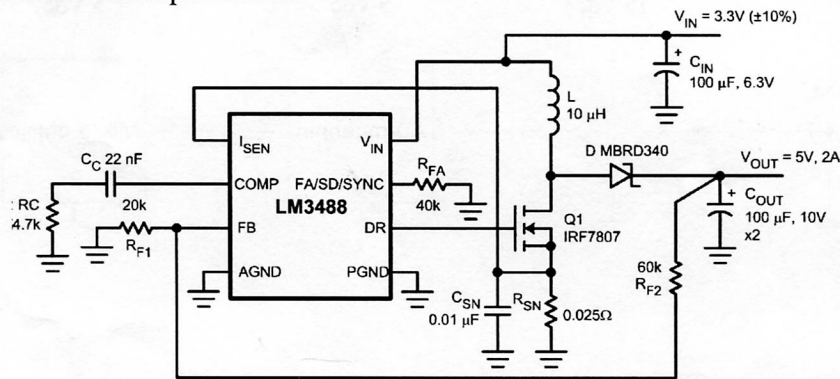 V_IN = 3.3V (±10%)
+
C_IN
100 µF, 6.3V
L
10 µH
I_SEN
V_IN
C_C 22 nF
COMP
FA/SD/SYNC
R_FA
40k
D MBRD340
V_OUT = 5V, 2A
: RC
4.7k
20k
R_F1
LM3488
FB
DR
Q1
IRF7807
+
C_OUT
100 µF, 10V
x2
AGND
PGND
60k
R_F2
C_SN
0.01 µF
R_SN
0.025Ω